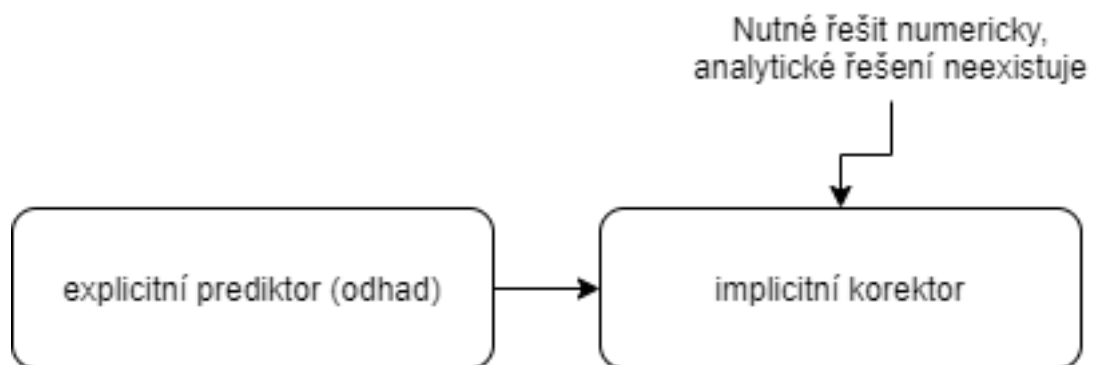 Nutné řešit numericky,
analytické řešení neexistuje
explicitní prediktor (odhad)
implicitní korektor